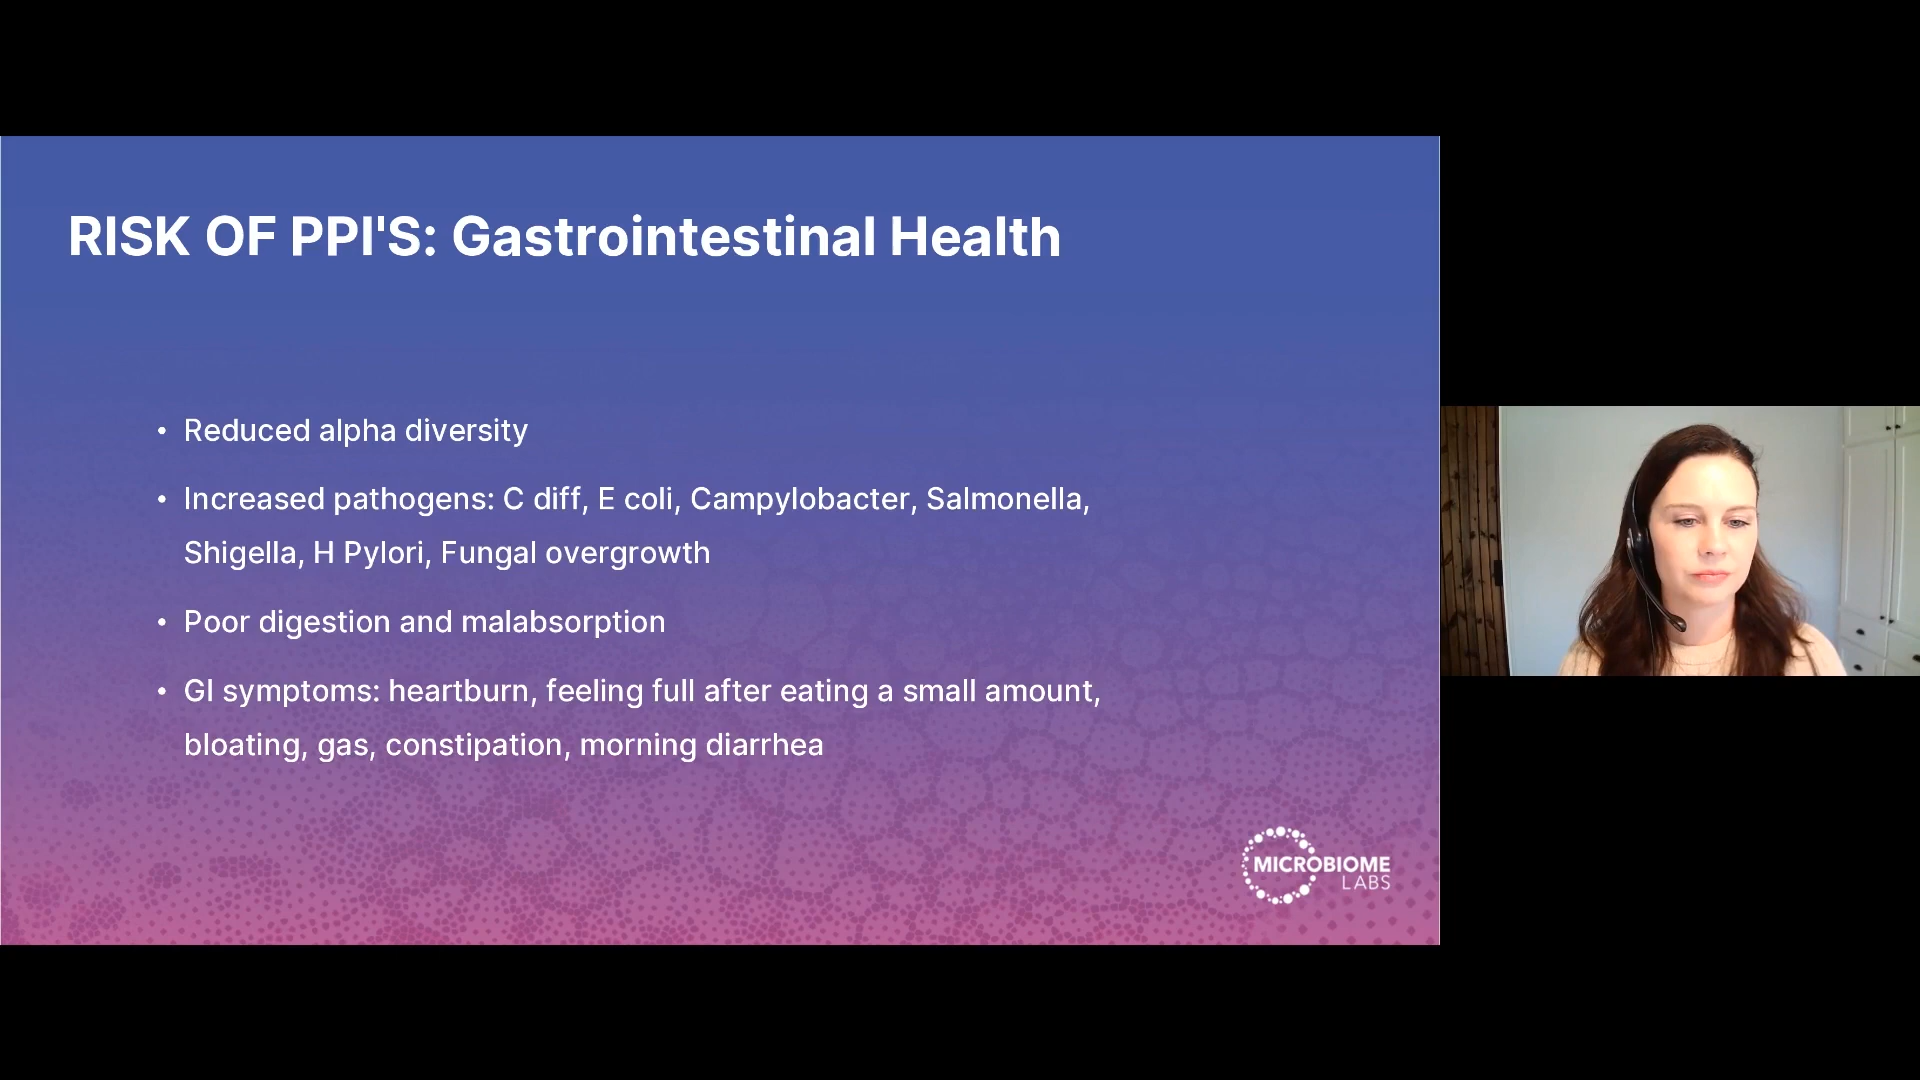 RISK OF PPI'S: Gastrointestinal Health
• Reduced alpha diversity
• Increased pathogens: C diff, E coli, Campylobacter, Salmonella,
Shigella, H Pylori, Fungal overgrowth
• Poor digestion and malabsorption
• GI symptoms: heartburn, feeling full after eating a small amount,
bloating, gas, constipation, morning diarrhea
MICROBIOME
LABS